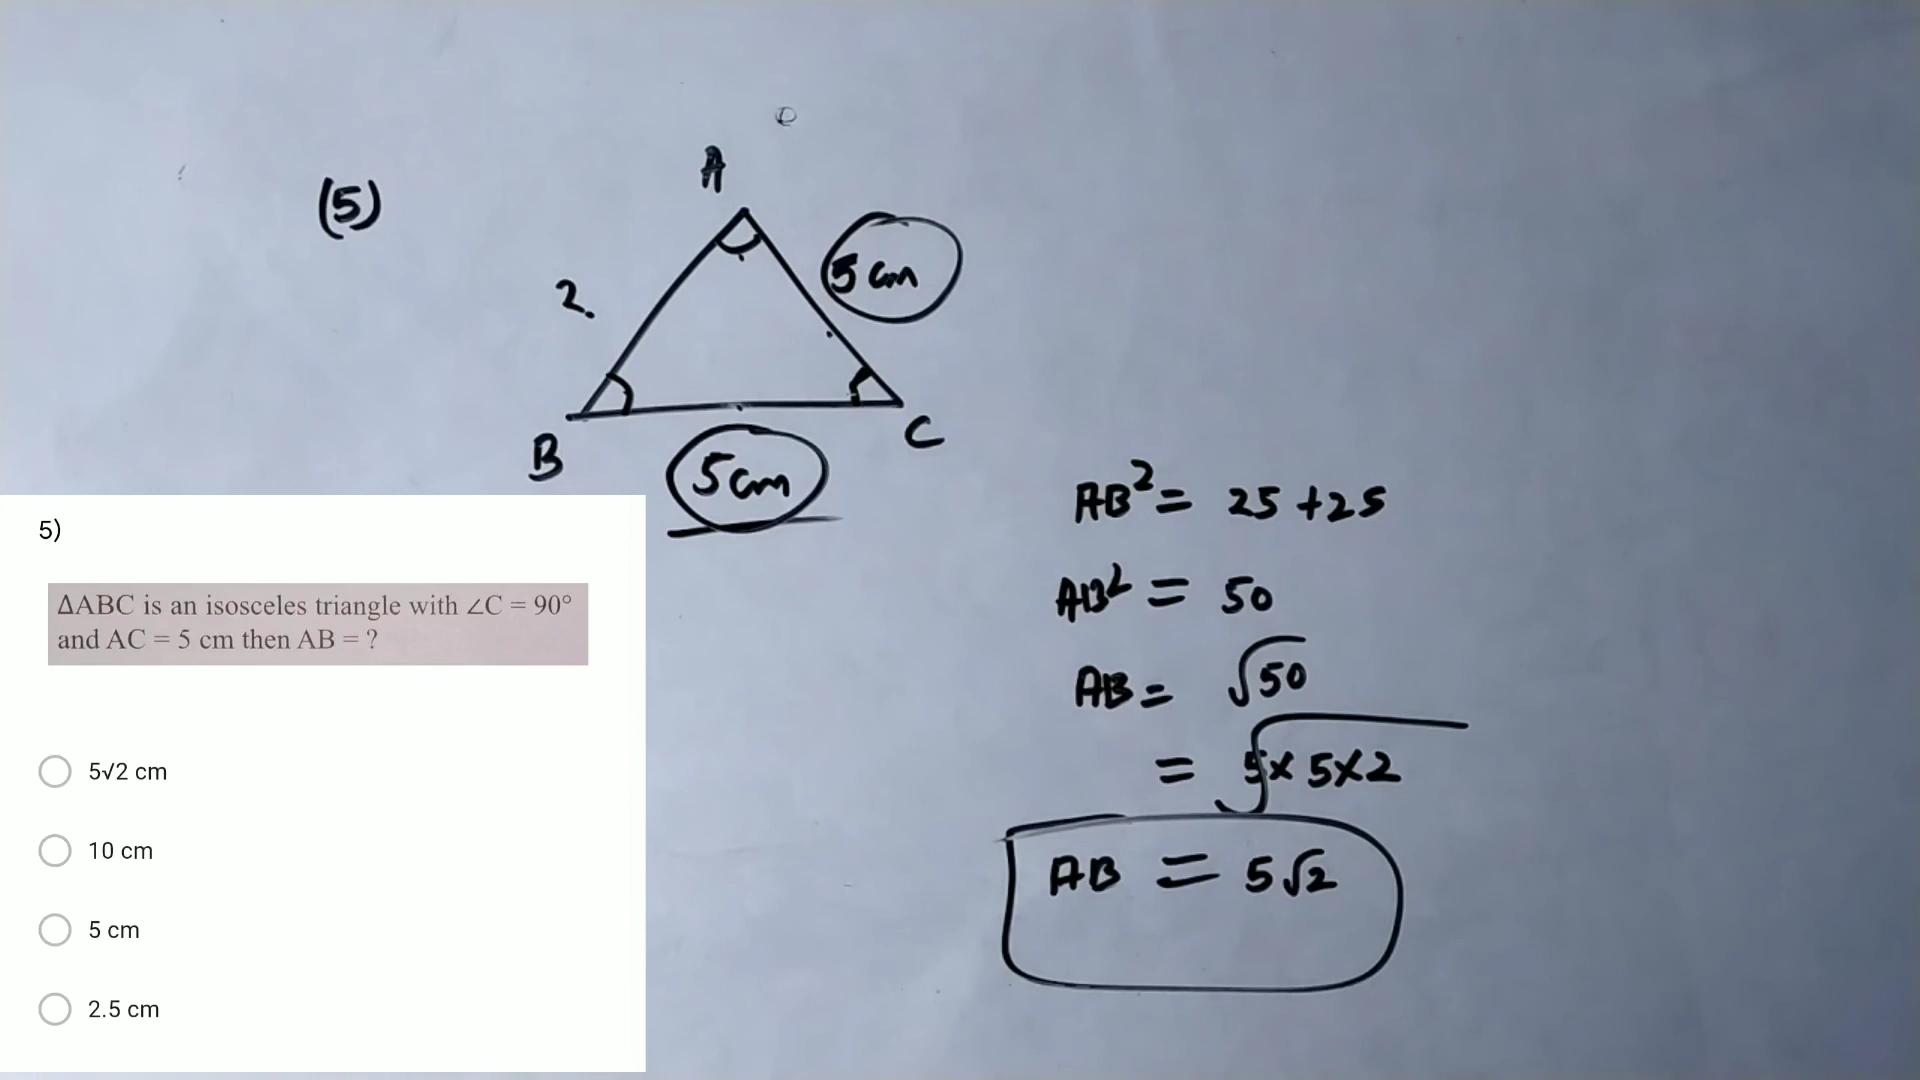 (5)
A
5 cm
?
B
C
5cm
AB² = 25 + 25
AB² = 50
AB = √50
= √5 × 5 × 2
AB = 5√2
5)
ΔABC is an isosceles triangle with ∠C = 90°
and AC = 5 cm then AB = ?
5√2 cm
10 cm
5 cm
2.5 cm